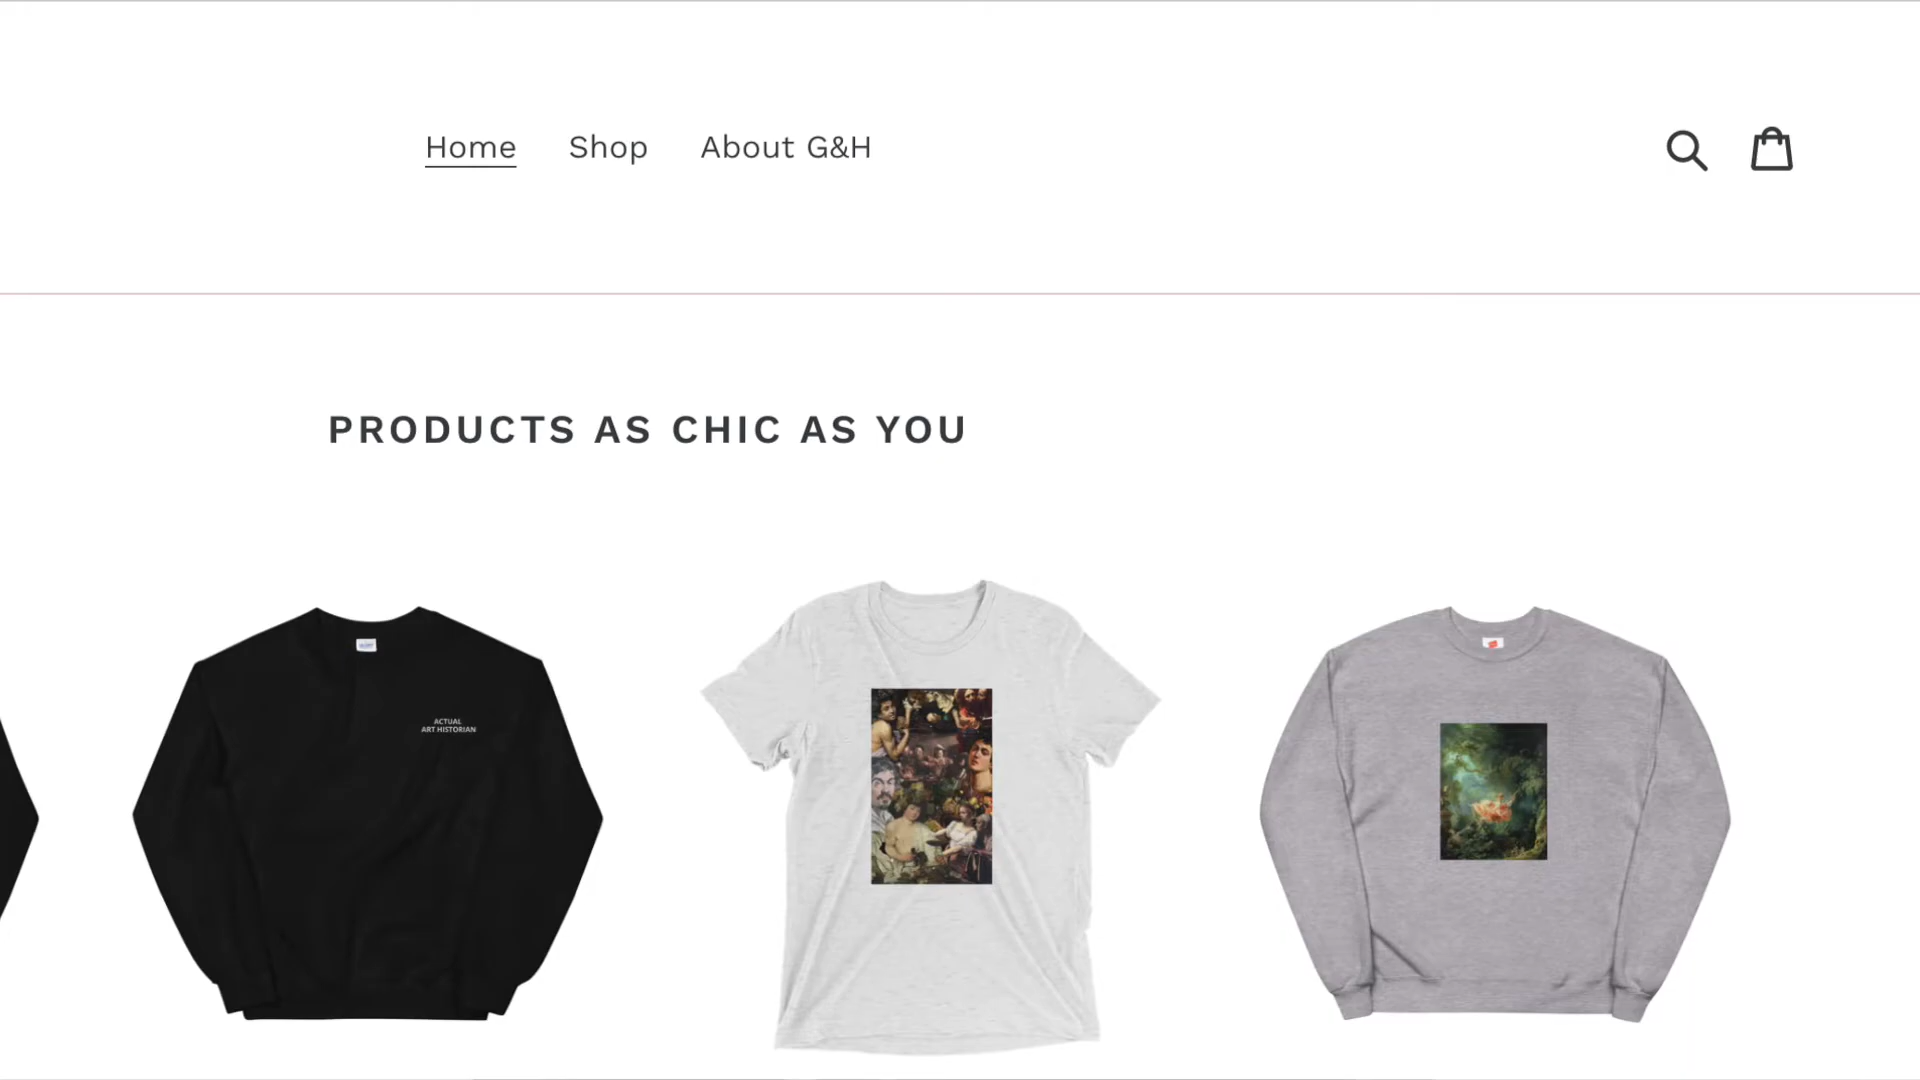 Home Shop About G&H
PRODUCTS AS CHIC AS YOU
ACTUAL
ART HISTORIAN